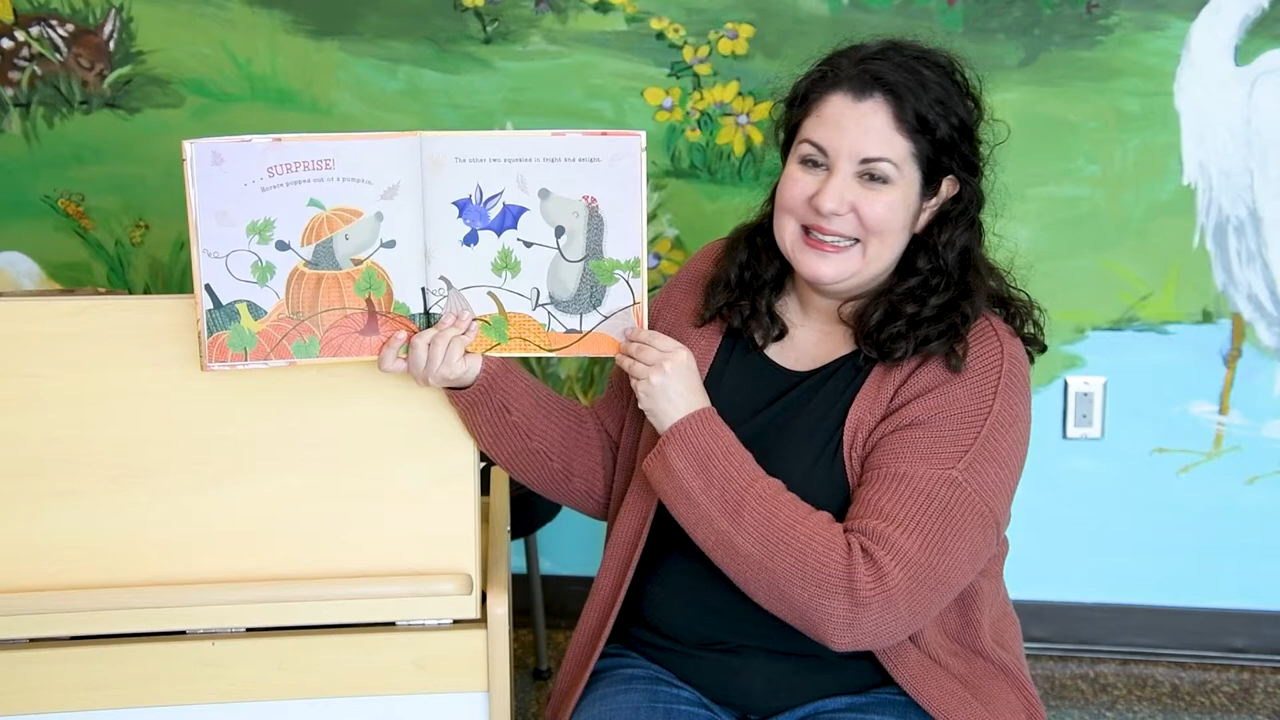 SURPRISE!
...Horace popped out of a pumpkin.
The other two squealed in fright and delight.